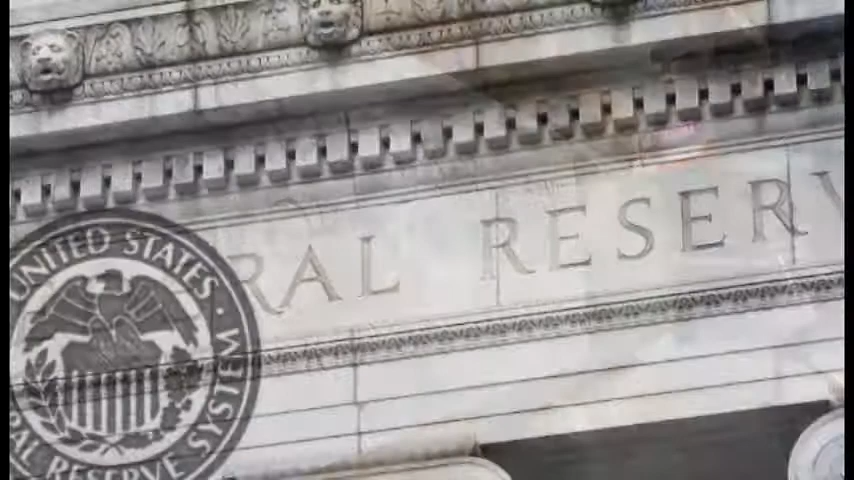 RAL RESERV
UNITED STATES
RAL RESERVE SYSTEM